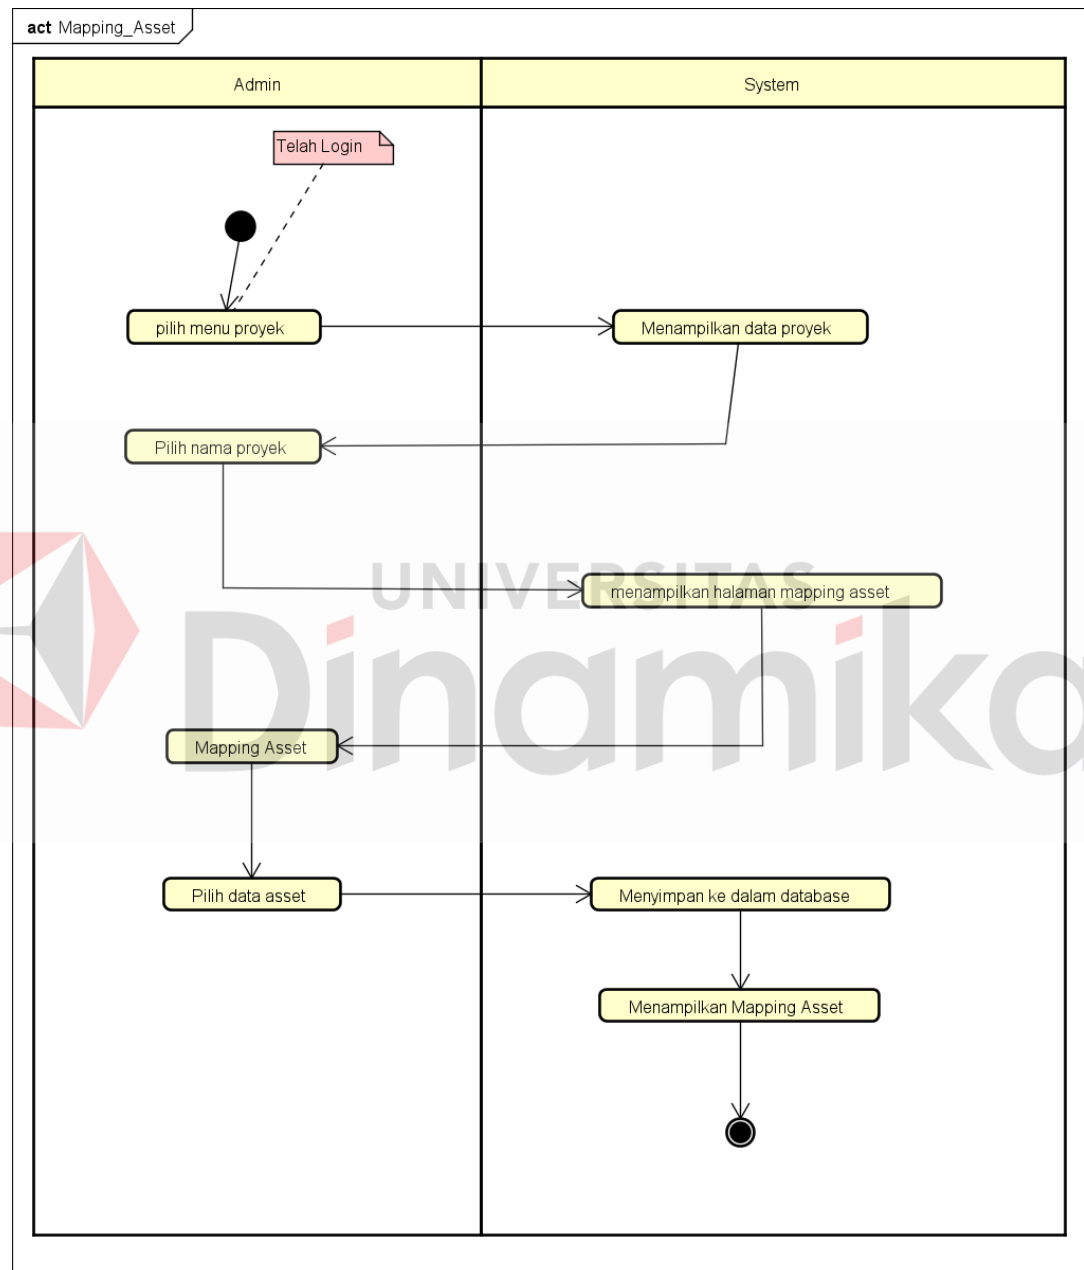 act Mapping_Asset
Admin
System
Telah Login
pilih menu proyek
Menampilkan data proyek
Pilih nama proyek
UNIVERSITAS
menampilkan halaman mapping asset
Dinamika
Mapping Asset
Pilih data asset
Menyimpan ke dalam database
Menampilkan Mapping Asset